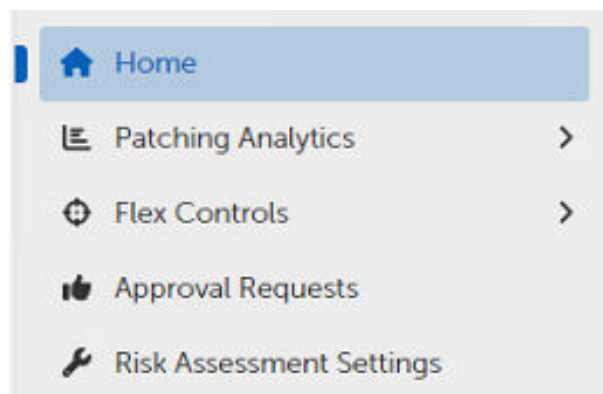 Home
Patching Analytics
Flex Controls
Approval Requests
Risk Assessment Settings